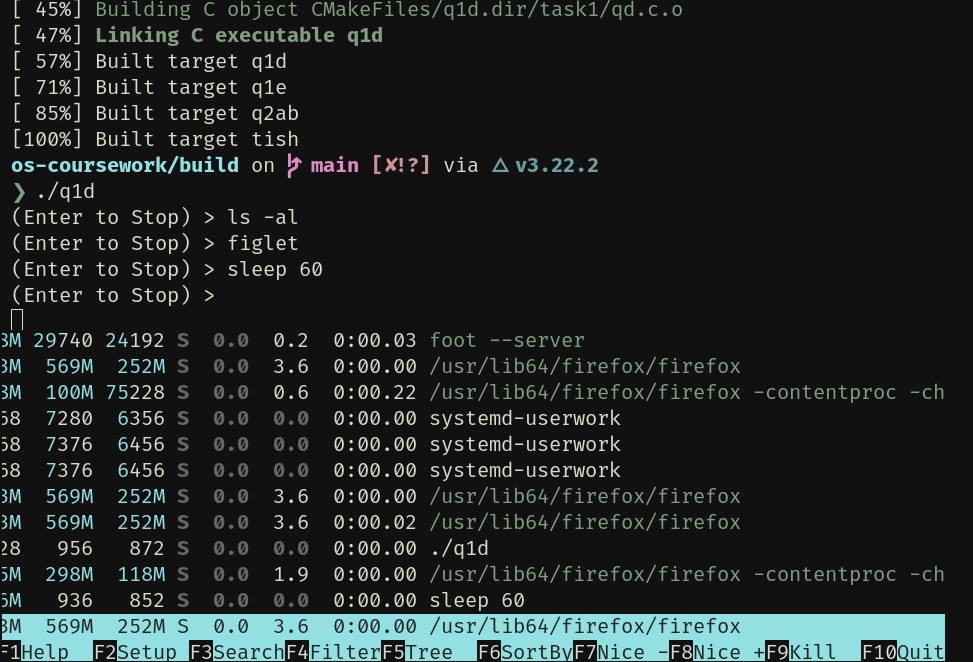 [ 45%] Building C object CMakeFiles/q1d.dir/task1/qd.c.o
[ 47%] Linking C executable q1d
[ 57%] Built target q1d
[ 71%] Built target q1e
[ 85%] Built target q2ab
[100%] Built target tish
os-coursework/build on main [✘!?] via △ v3.22.2
❯ ./q1d
(Enter to Stop) > ls -al
(Enter to Stop) > figlet
(Enter to Stop) > sleep 60
(Enter to Stop) >
3M 29740 24192 S 0.0 0.2 0:00.03 foot --server
3M 569M 252M S 0.0 3.6 0:00.00 /usr/lib64/firefox/firefox
3M 100M 75228 S 0.0 0.6 0:00.22 /usr/lib64/firefox/firefox -contentproc -ch
68 7280 6356 S 0.0 0.0 0:00.00 systemd-userwork
68 7376 6456 S 0.0 0.0 0:00.00 systemd-userwork
68 7376 6456 S 0.0 0.0 0:00.00 systemd-userwork
3M 569M 252M S 0.0 3.6 0:00.00 /usr/lib64/firefox/firefox
3M 569M 252M S 0.0 3.6 0:00.02 /usr/lib64/firefox/firefox
28 956 872 S 0.0 0.0 0:00.00 ./q1d
5M 298M 118M S 0.0 1.9 0:00.00 /usr/lib64/firefox/firefox -contentproc -ch
6M 936 852 S 0.0 0.0 0:00.00 sleep 60
3M 569M 252M S 0.0 3.6 0:00.00 /usr/lib64/firefox/firefox
F1Help F2Setup F3SearchF4FilterF5Tree F6SortByF7Nice -F8Nice +F9Kill F10Quit